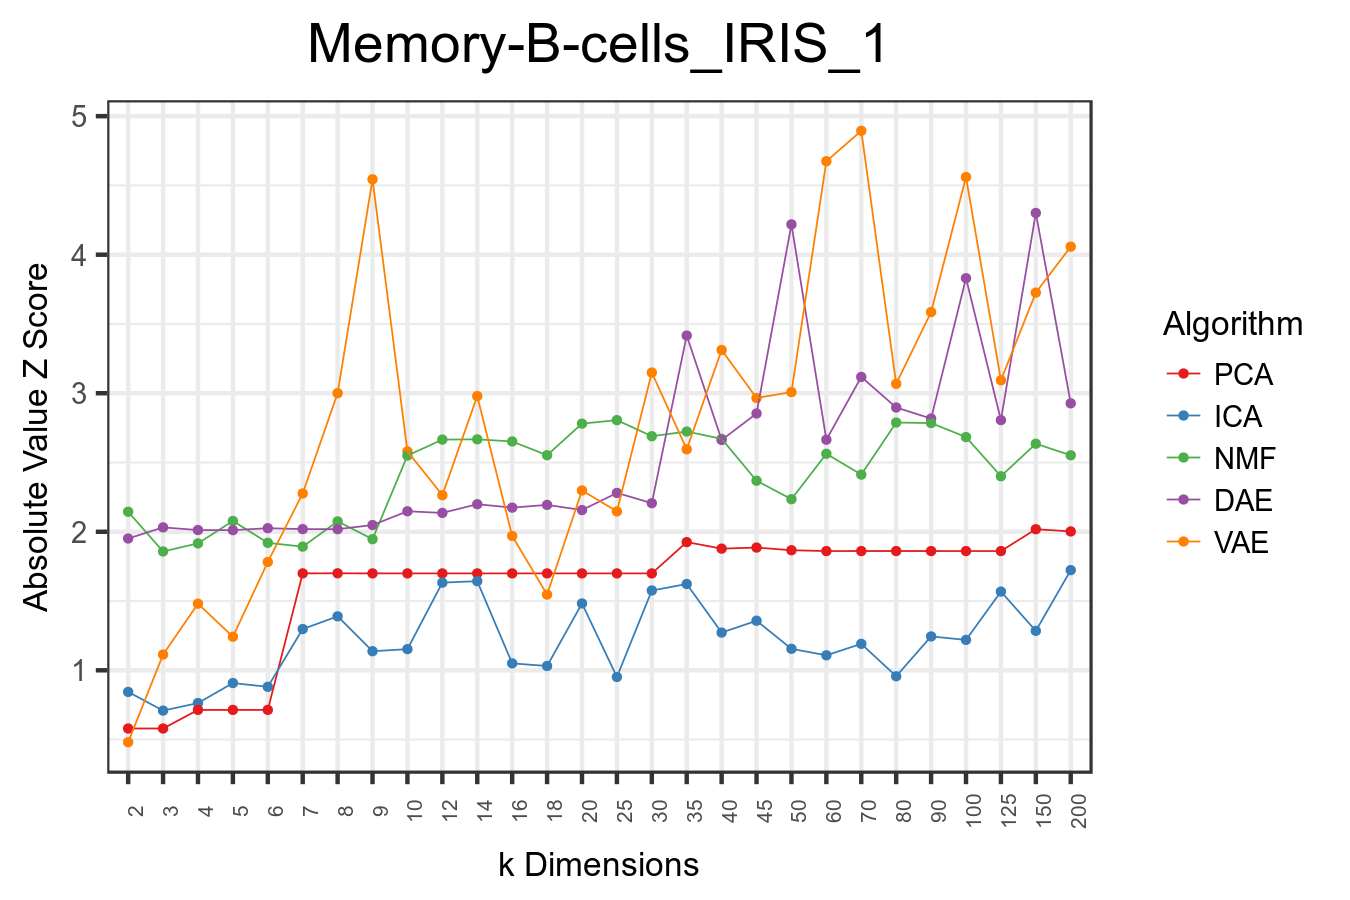 Memory-B-cells_IRIS_1
5
4
3
2
1
Absolute Value Z Score
2 3 4 5 6 7 8 9 10 12 14 16 18 20 25 30 35 40 45 50 60 70 80 90 100 125 150 200
k Dimensions
Algorithm
PCA
ICA
NMF
DAE
VAE